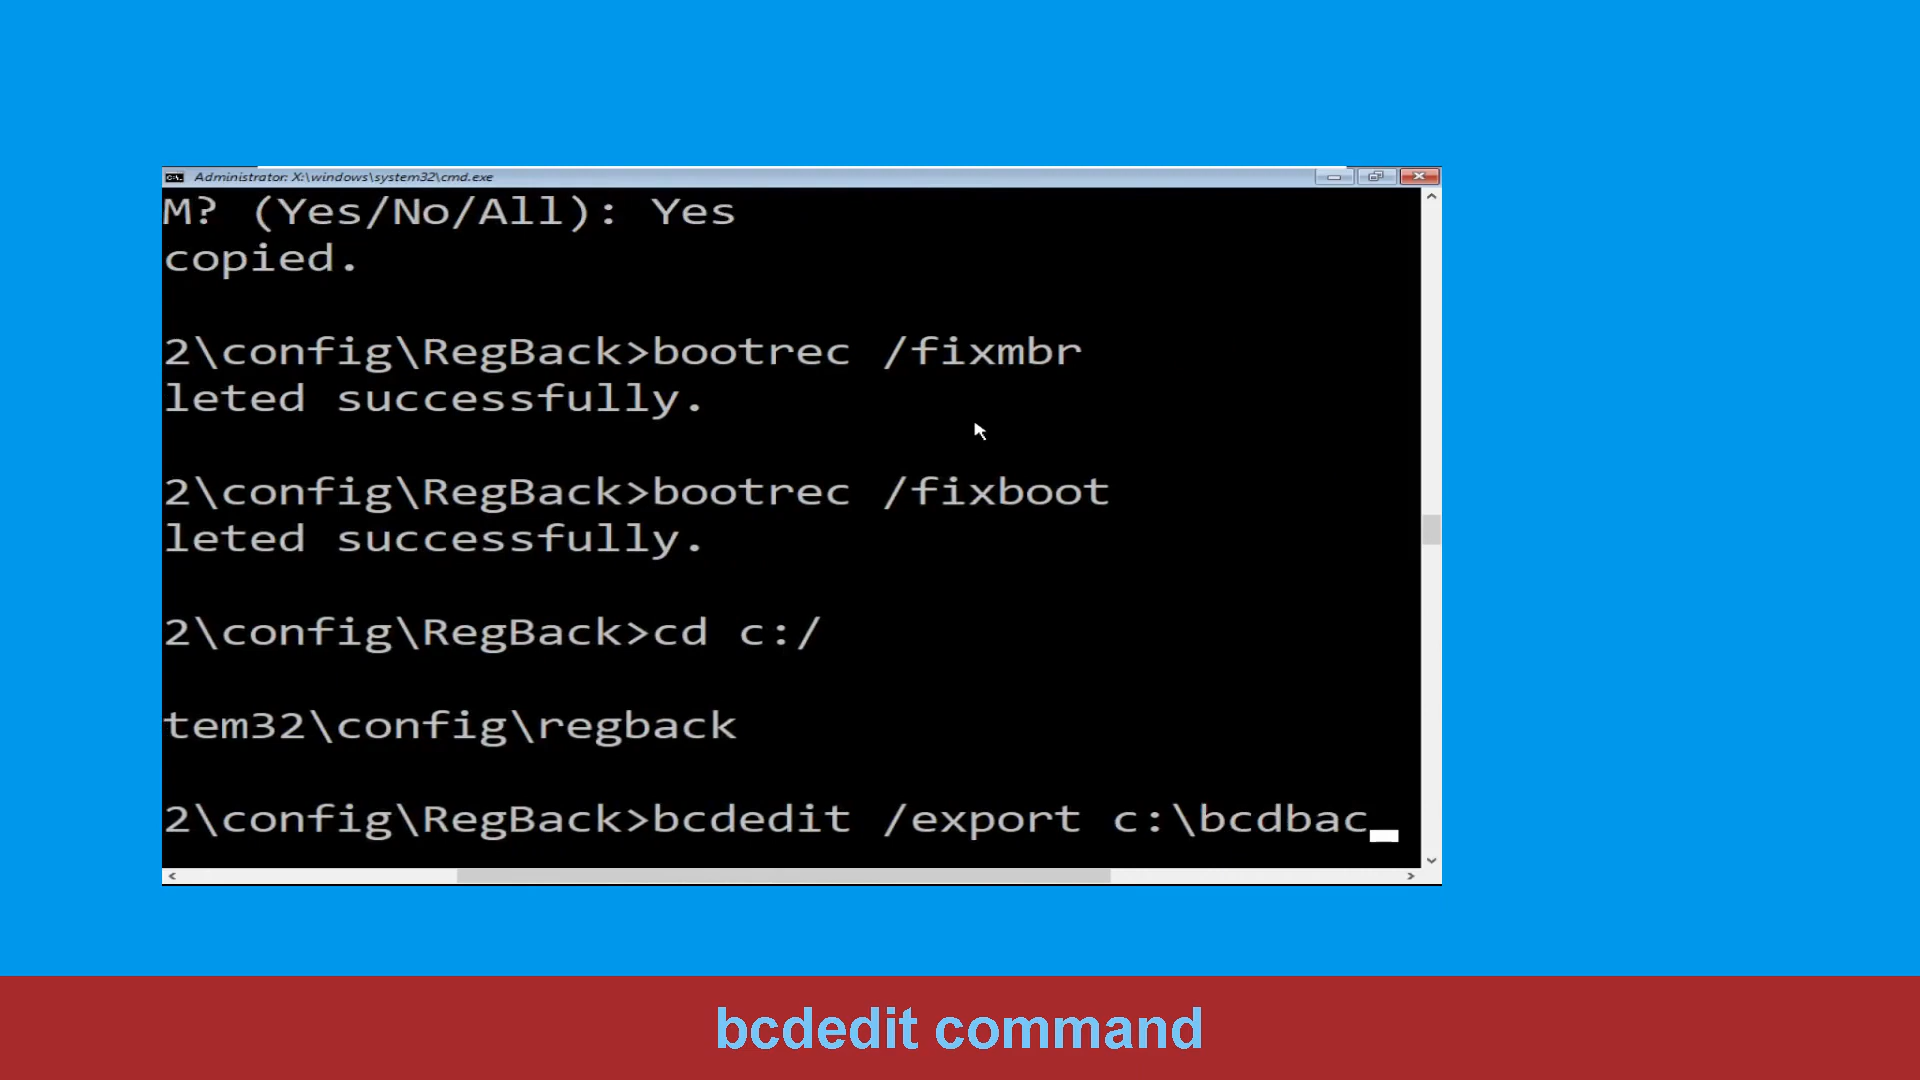 Administrator: X:\windows\system32\cmd.exe
M? (Yes/No/All): Yes
copied.
2\config\RegBack>bootrec /fixmbr
leted successfully.
2\config\RegBack>bootrec /fixboot
leted successfully.
2\config\RegBack>cd c:/
tem32\config\regback
2\config\RegBack>bcdedit /export c:\bcdbac
bcdedit command